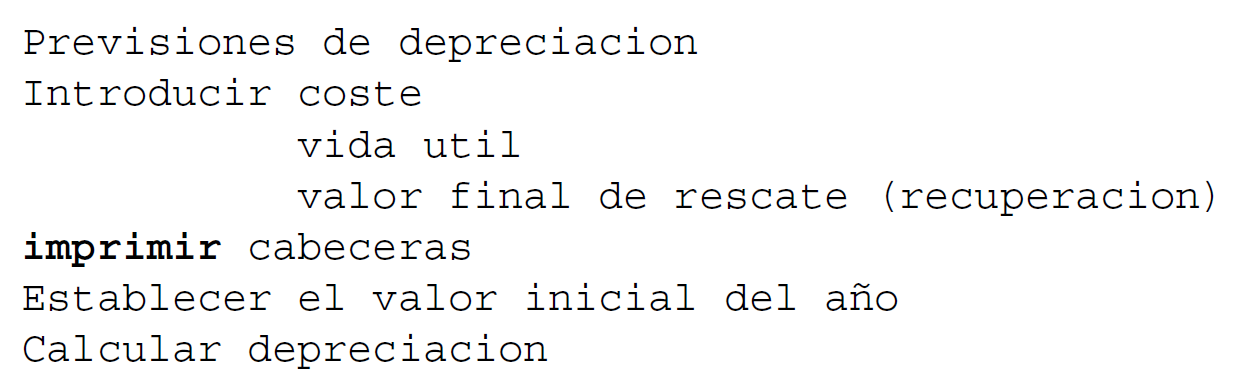 Previsiones de depreciacion
Introducir coste
vida util
valor final de rescate (recuperacion)
imprimir cabeceras
Establecer el valor inicial del año
Calcular depreciacion